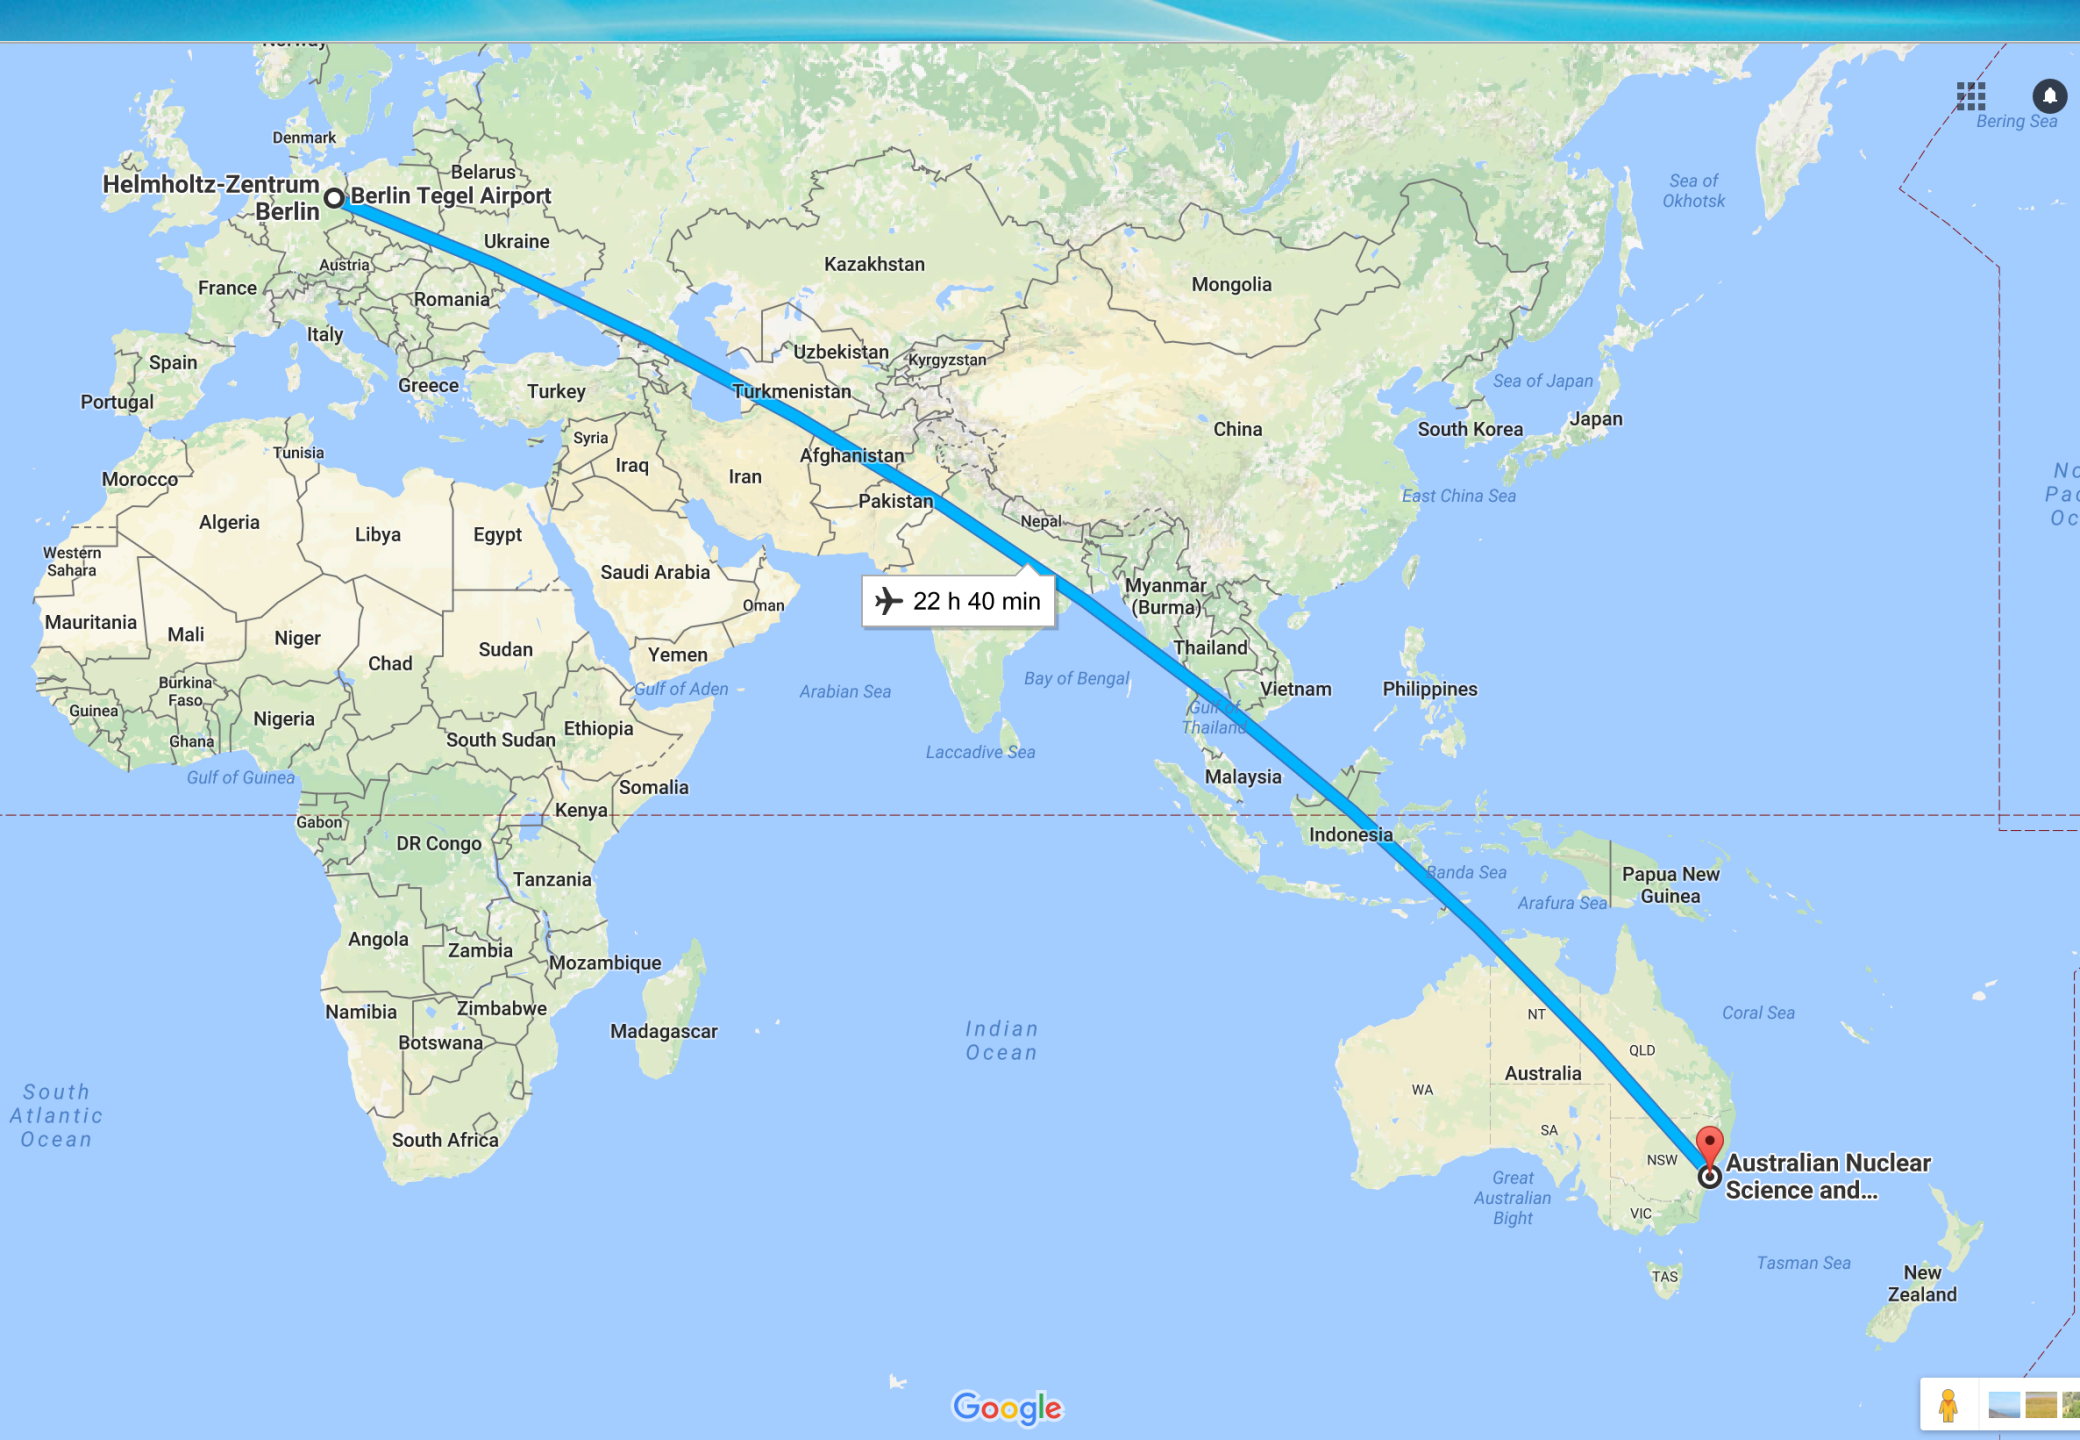 Norway
Bering Sea
Denmark
Belarus
Sea of
Okhotsk
Helmholtz-Zentrum
Berlin
Berlin Tegel Airport
Ukraine
Austria
Kazakhstan
Mongolia
France
Romania
Italy
Uzbekistan
Kyrgyzstan
Spain
Greece
Turkey
Turkmenistan
Sea of Japan
Portugal
Japan
South Korea
China
Syria
Tunisia
Afghanistan
Iraq
Iran
Morocco
Pakistan
East China Sea
Algeria
Libya
Egypt
Nepal
Western
Sahara
Saudi Arabia
22 h 40 min
Myanmar
(Burma)
Oman
Mauritania
Mali
Niger
Sudan
Thailand
Yemen
Chad
Burkina
Faso
Gulf of Aden
Arabian Sea
Bay of Bengal
Vietnam
Philippines
Guinea
Nigeria
Gulf of
Thailand
Ethiopia
Ghana
South Sudan
Laccadive Sea
Gulf of Guinea
Malaysia
Somalia
Kenya
Gabon
Indonesia
DR Congo
Banda Sea
Papua New
Guinea
Tanzania
Arafura Sea
Angola
Zambia
Mozambique
Namibia
Zimbabwe
NT
Coral Sea
Madagascar
Indian
Ocean
Botswana
QLD
Australia
WA
South
Atlantic
Ocean
South Africa
SA
NSW
Australian Nuclear
Science and...
Great
Australian
Bight
VIC
Tasman Sea
TAS
New
Zealand
Google